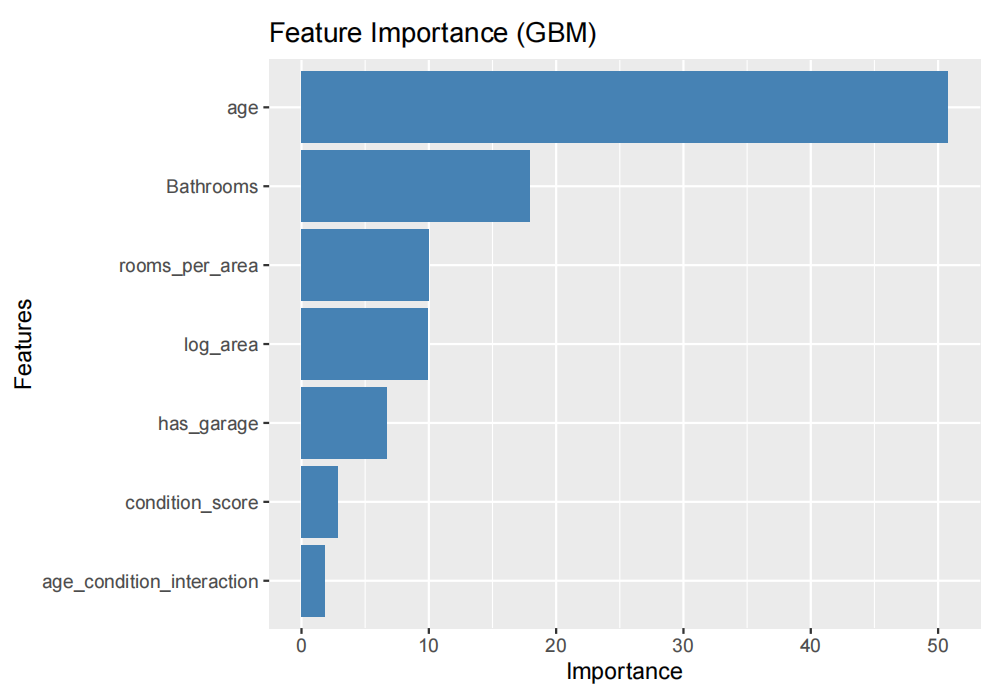 Feature Importance (GBM)
Features
age
Bathrooms
rooms_per_area
log_area
has_garage
condition_score
age_condition_interaction
0 10 20 30 40 50
Importance